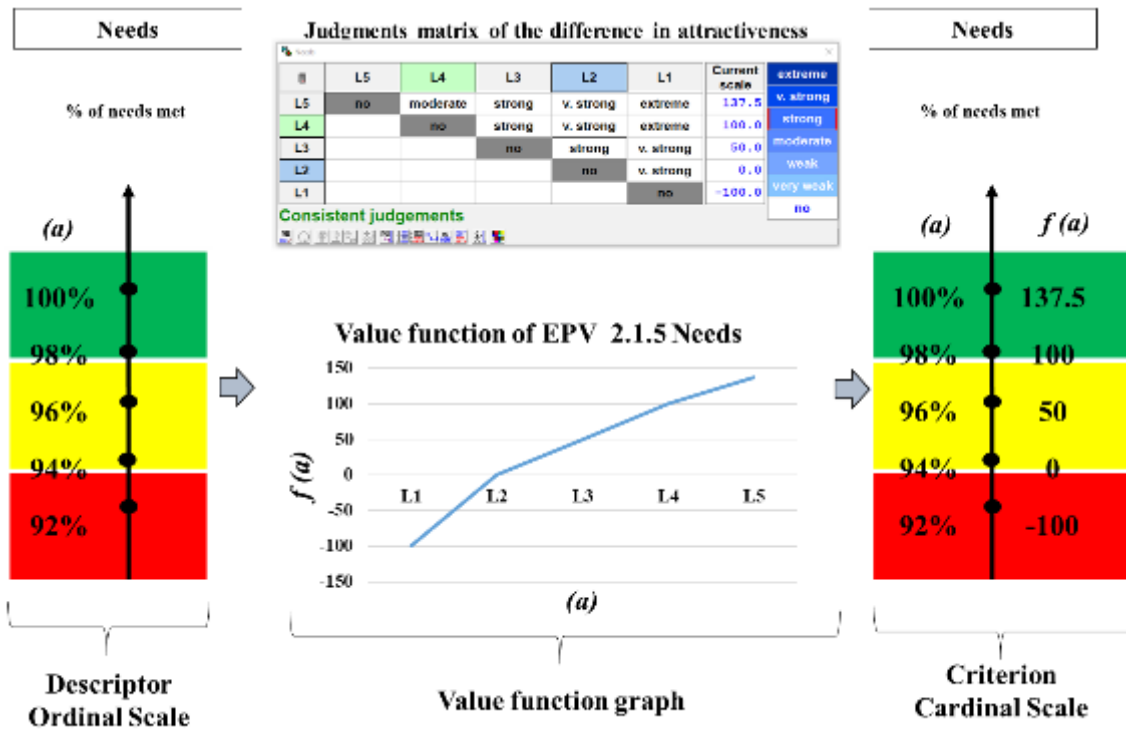 Needs
Judgments matrix of the difference in attractiveness
Needs
% of needs met
Needs
L5 L4 L3 L2 L1 Current scale
L5 no moderate strong v. strong extreme 137.5
L4 no strong v. strong extreme 100.0
L3 no strong v. strong 50.0
L2 no v. strong 0.0
L1 no -100.0
Consistent judgements
extreme
v. strong
strong
moderate
weak
very weak
no
% of needs met
(a)
100%
98%
96%
94%
92%
Value function of EPV 2.1.5 Needs
150
100
50
0
-50
-100
-150
f (a)
L1 L2 L3 L4 L5
(a)
(a) f (a)
100% 137.5
98% 100
96% 50
94% 0
92% -100
Descriptor
Ordinal Scale
Value function graph
Criterion
Cardinal Scale